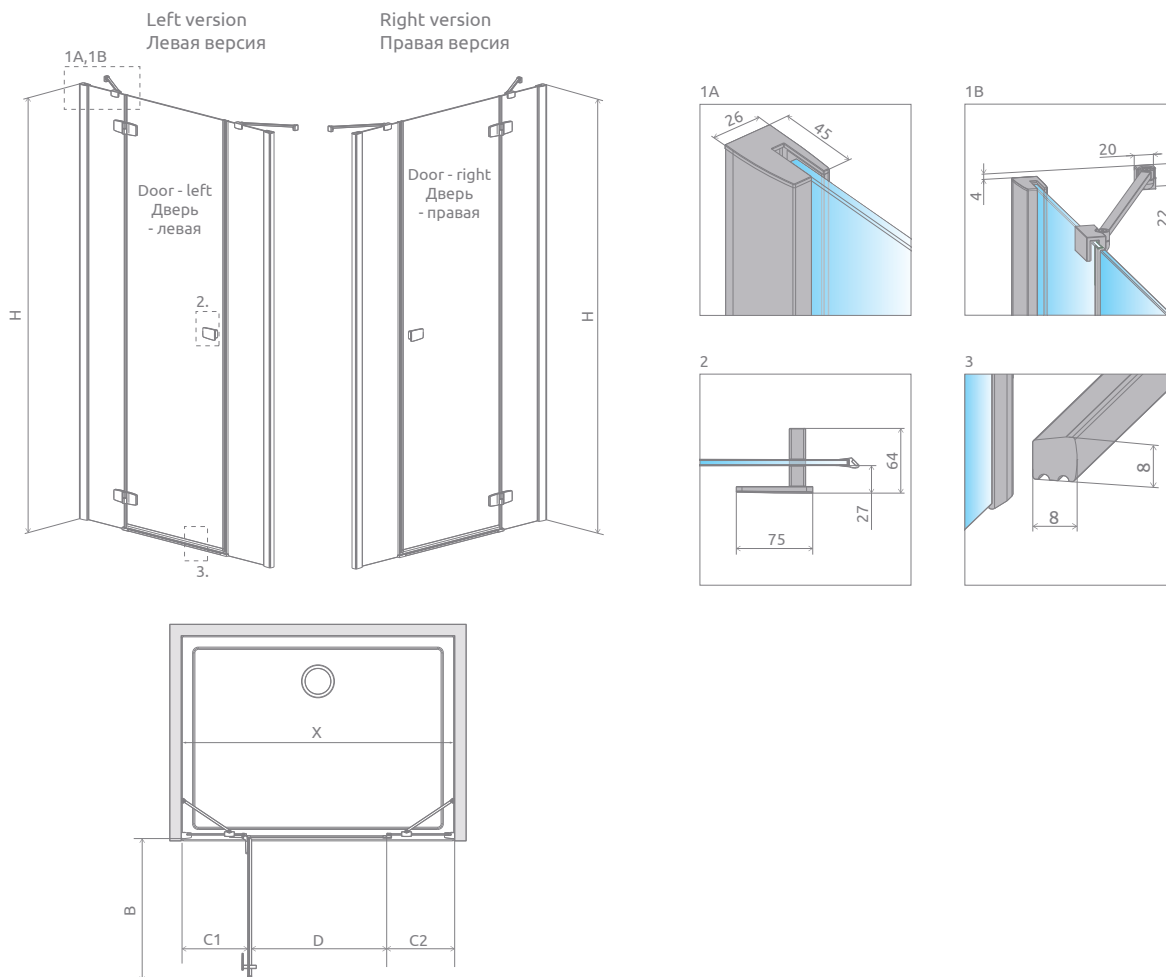 Left version
Левая версия
Right version
Правая версия
1A,1B
H
Door - left
Дверь
- левая
2.
3.
Door - right
Дверь
- правая
H
1A
26
45
1B
20
4
22
2
64
27
75
3
8
8
X
B
C1
D
C2